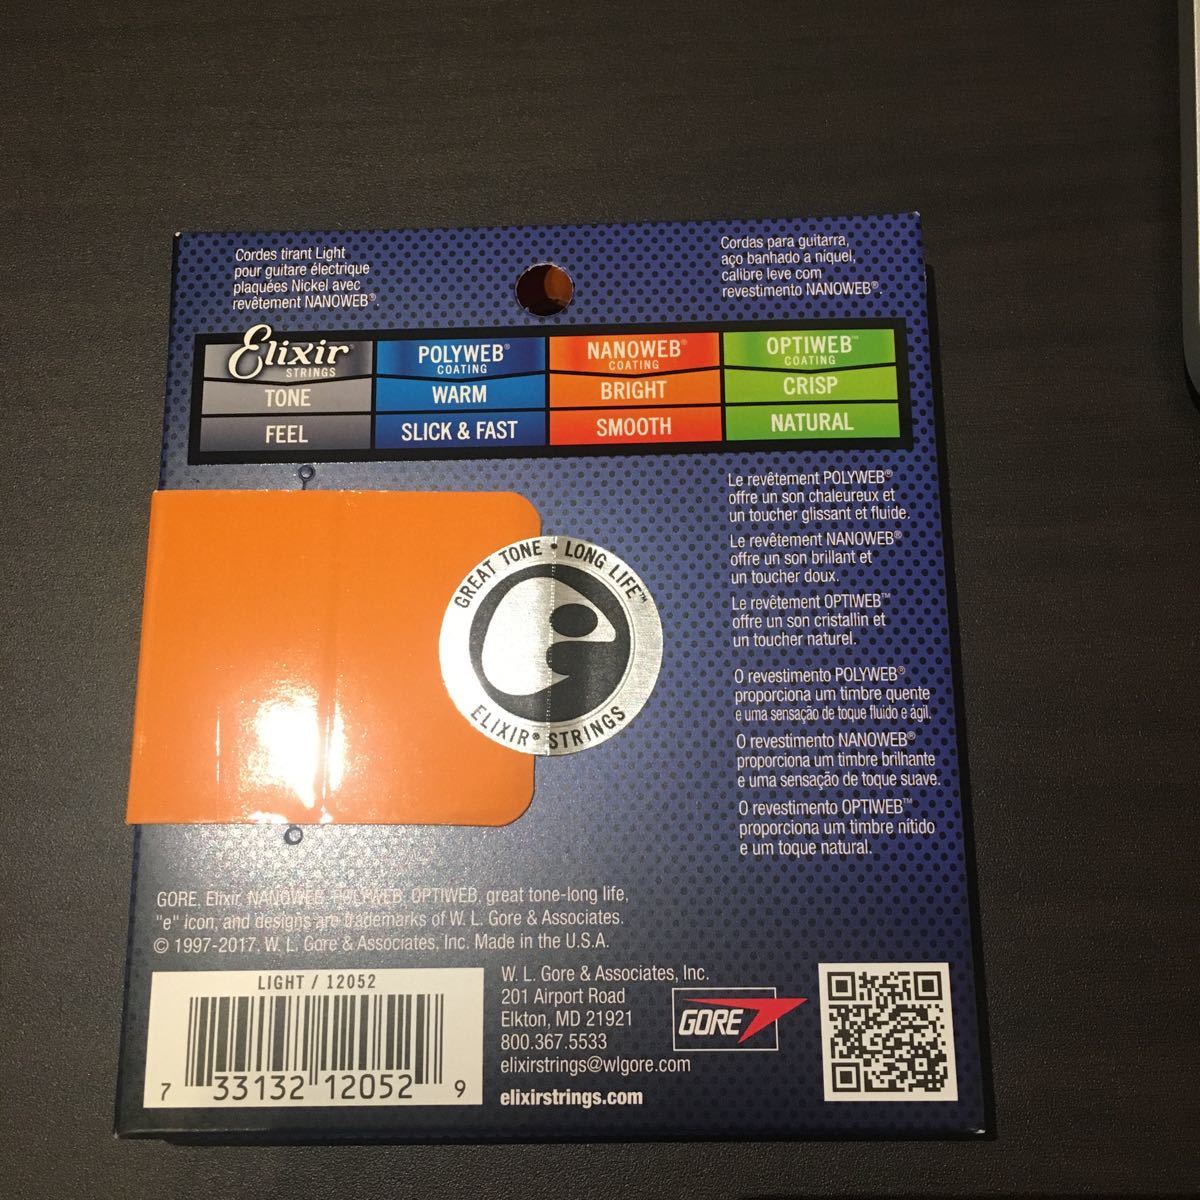 Cordes tirant Light
pour guitare électrique
plaquées Nickel avec
revêtement NANOWEB®.
Cordas para guitarra,
aço banhado a niquel,
calibre leve com
revestimento NANOWEB®.
Elixir®
STRINGS
TONE
FEEL
POLYWEB®
COATING
WARM
SLICK & FAST
NANOWEB®
COATING
BRIGHT
SMOOTH
OPTIWEB™
COATING
CRISP
NATURAL
Le revêtement POLYWEB®
offre un son chaleureux et
un toucher glissant et fluide.
Le revêtement NANOWEB®
offre un son brillant et
un toucher doux.
Le revêtement OPTIWEB™
offre un son cristallin et
un toucher naturel.
O revestimento POLYWEB®
proporciona um timbre quente
e uma sensação de toque fluido e ágil.
O revestimento NANOWEB®
proporciona um timbre brilhante
e uma sensação de toque suave.
O revestimento OPTIWEB™
proporciona um timbre nítido
e um toque natural.
GREAT TONE • LONG LIFE™
ELIXIR® STRINGS
GORE, Elixir, NANOWEB, POLYWEB, OPTIWEB, great tone-long life,
"e" icon, and designs are trademarks of W. L. Gore & Associates.
© 1997-2017, W. L. Gore & Associates, Inc. Made in the U.S.A.
LIGHT / 12052
7 33132 12052 9
W. L. Gore & Associates, Inc.
201 Airport Road
Elkton, MD 21921
800.367.5533
elixirstrings@wlgore.com
elixirstrings.com
GORE